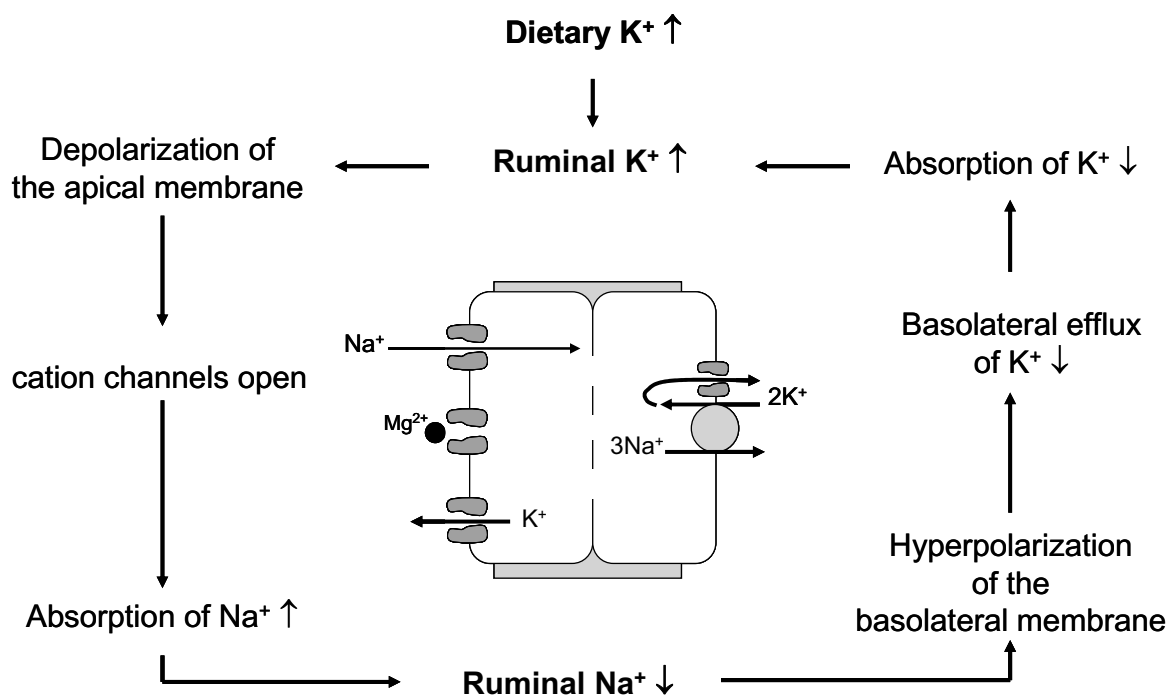 Dietary K⁺ ↑
Depolarization of
the apical membrane
Ruminal K⁺ ↑
Absorption of K⁺ ↓
cation channels open
Na⁺
Mg²⁺
K⁺
2K⁺
3Na⁺
Basolateral efflux
of K⁺ ↓
Absorption of Na⁺ ↑
Hyperpolarization
of the
basolateral membrane
Ruminal Na⁺ ↓